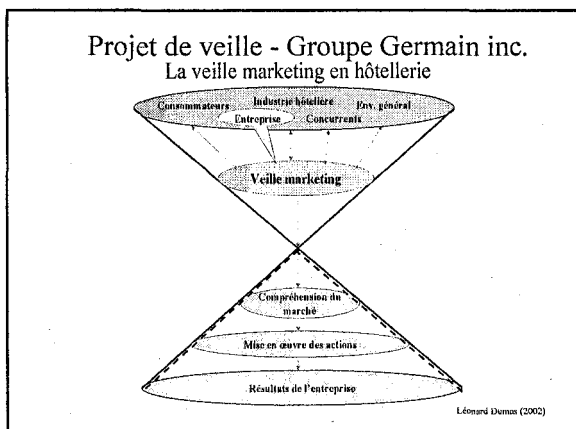 Projet de veille - Groupe Germain inc.
La veille marketing en hôtellerie
Consommateurs Industrie hôtelière Env. général
Entreprise Concurrents
Veille marketing
Compréhension du
marché
Mise en œuvre des actions
Résultats de l'entreprise
Léonard Dumas (2002)